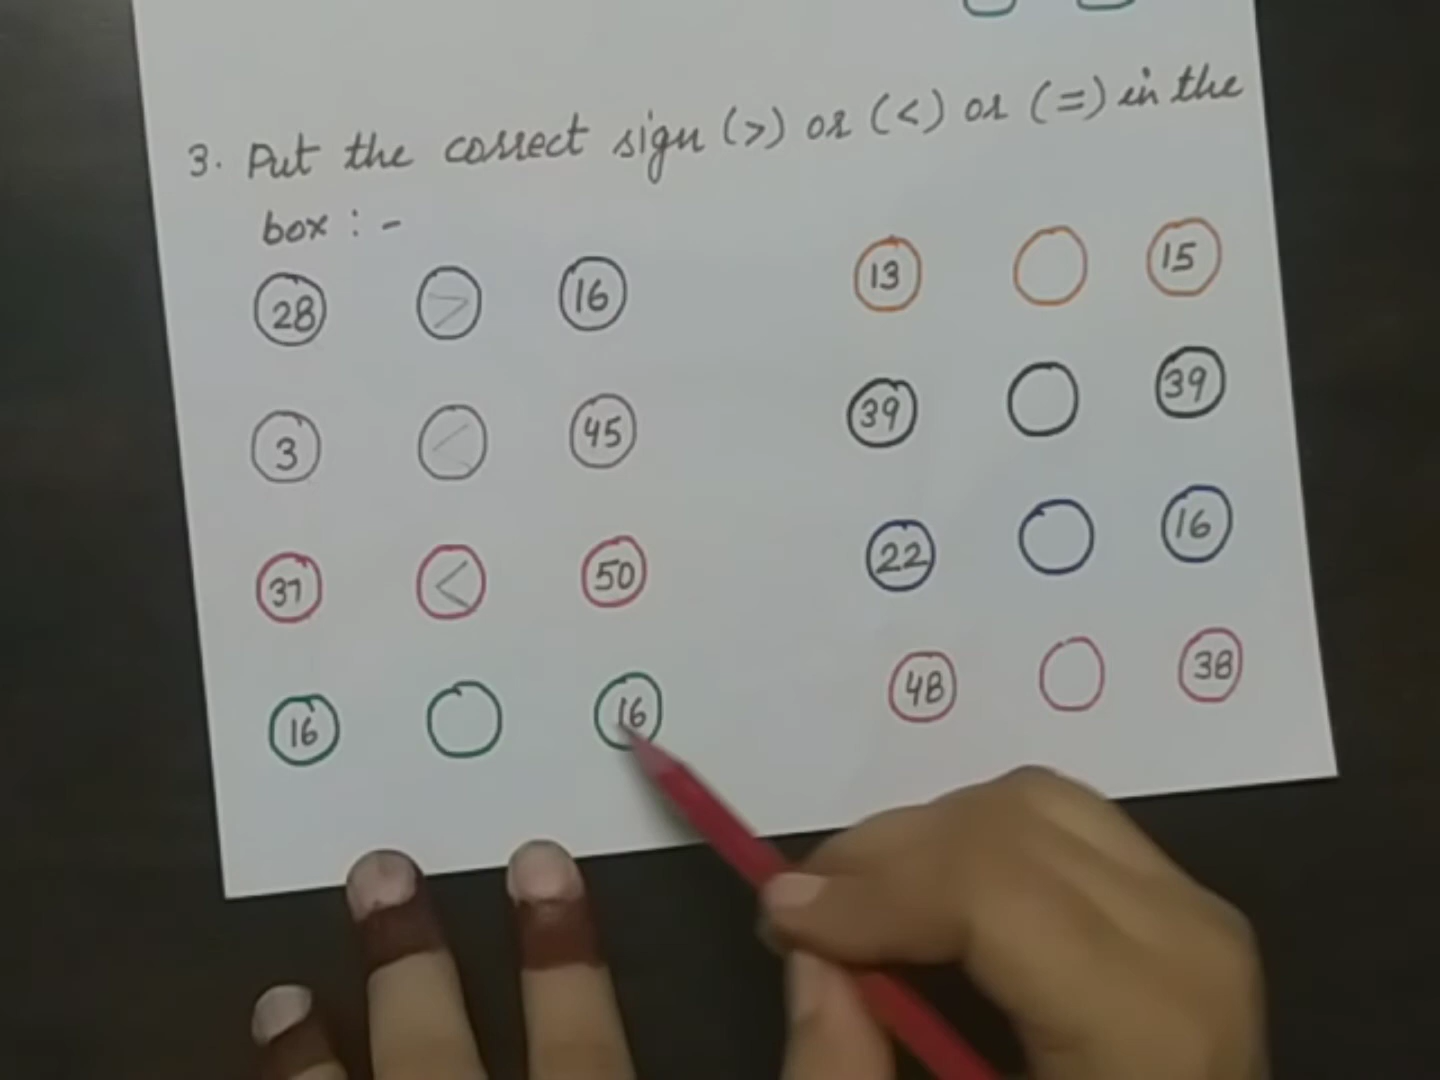 3. Put the correct sign (>) or (<) or (=) in the
box : -
28 > 16
13 15
3 < 45
39 39
37 < 50
22 16
16 16
48 38